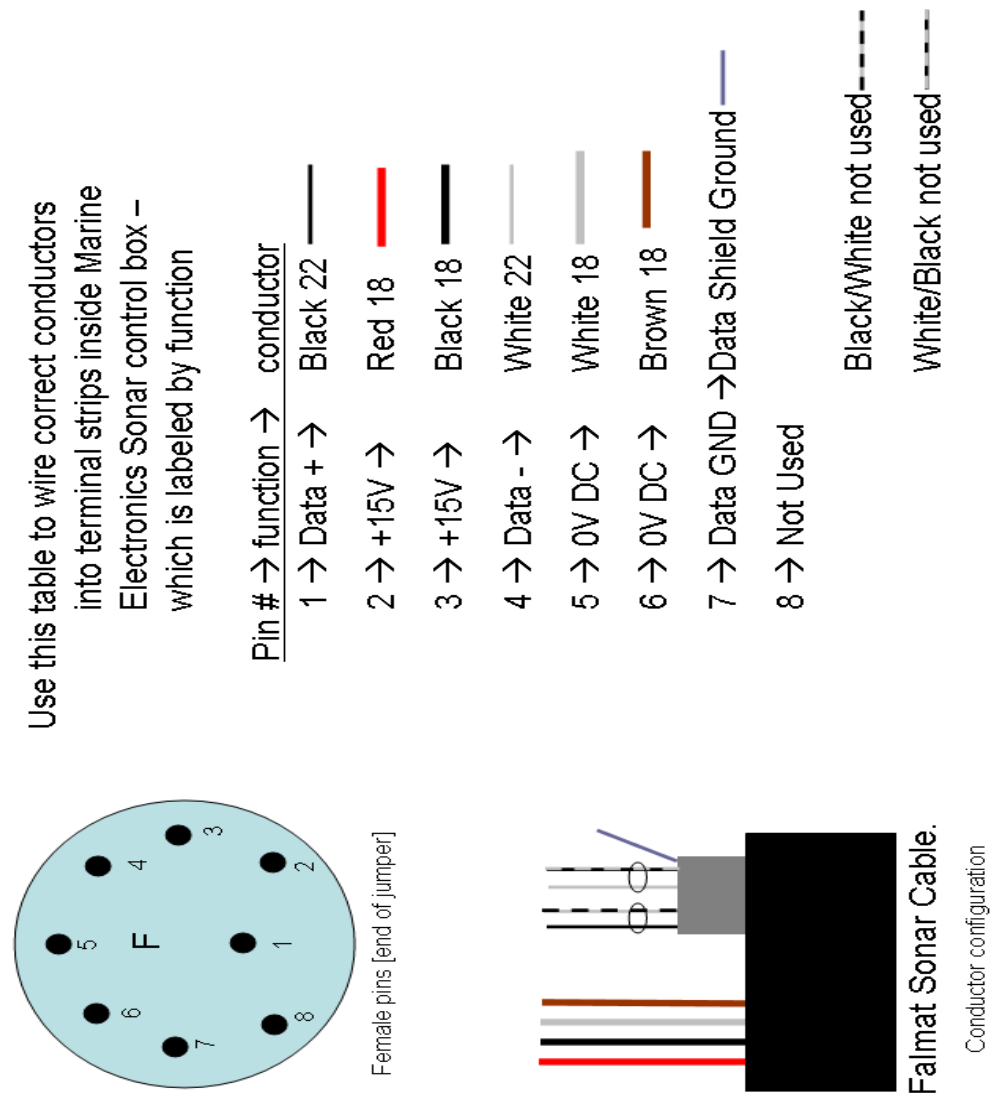 Use this table to wire correct conductors
into terminal strips inside Marine
Electronics Sonar control box –
which is labeled by function
Pin # → function → conductor
1 → Data + → Black 22
2 → +15V → Red 18
3 → +15V → Black 18
4 → Data - → White 22
5 → 0V DC → White 18
6 → 0V DC → Brown 18
7 → Data GND → Data Shield Ground
8 → Not Used
Black/White not used
White/Black not used
F
1
2
3
4
5
6
7
8
Female pins [end of jumper]
Falmat Sonar Cable.
Conductor configuration